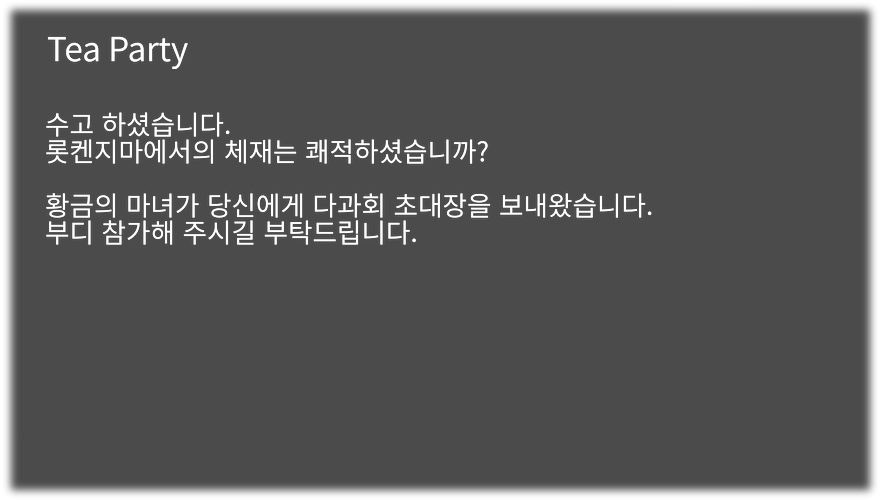 Tea Party
수고 하셨습니다.
롯켄지마에서의 체재는 쾌적하셨습니까?
황금의 마녀가 당신에게 다과회 초대장을 보내왔습니다.
부디 참가해 주시길 부탁드립니다.